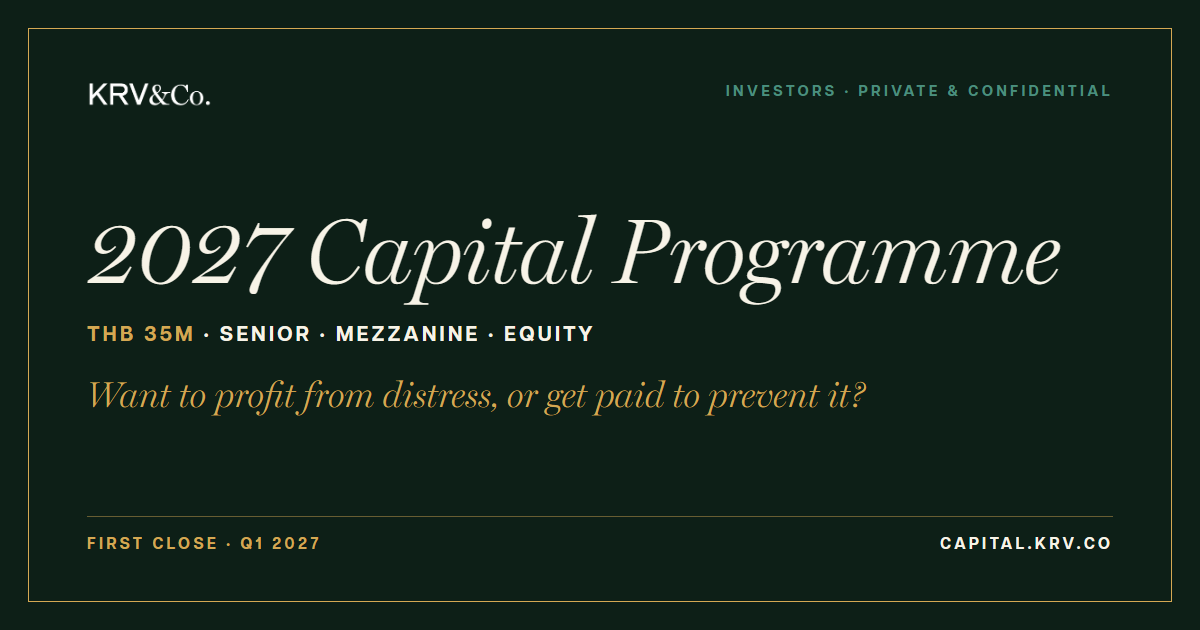 KRV&Co.
INVESTORS · PRIVATE & CONFIDENTIAL
2027 Capital Programme
THB 35M · SENIOR · MEZZANINE · EQUITY
Want to profit from distress, or get paid to prevent it?
FIRST CLOSE · Q1 2027
CAPITAL.KRV.CO